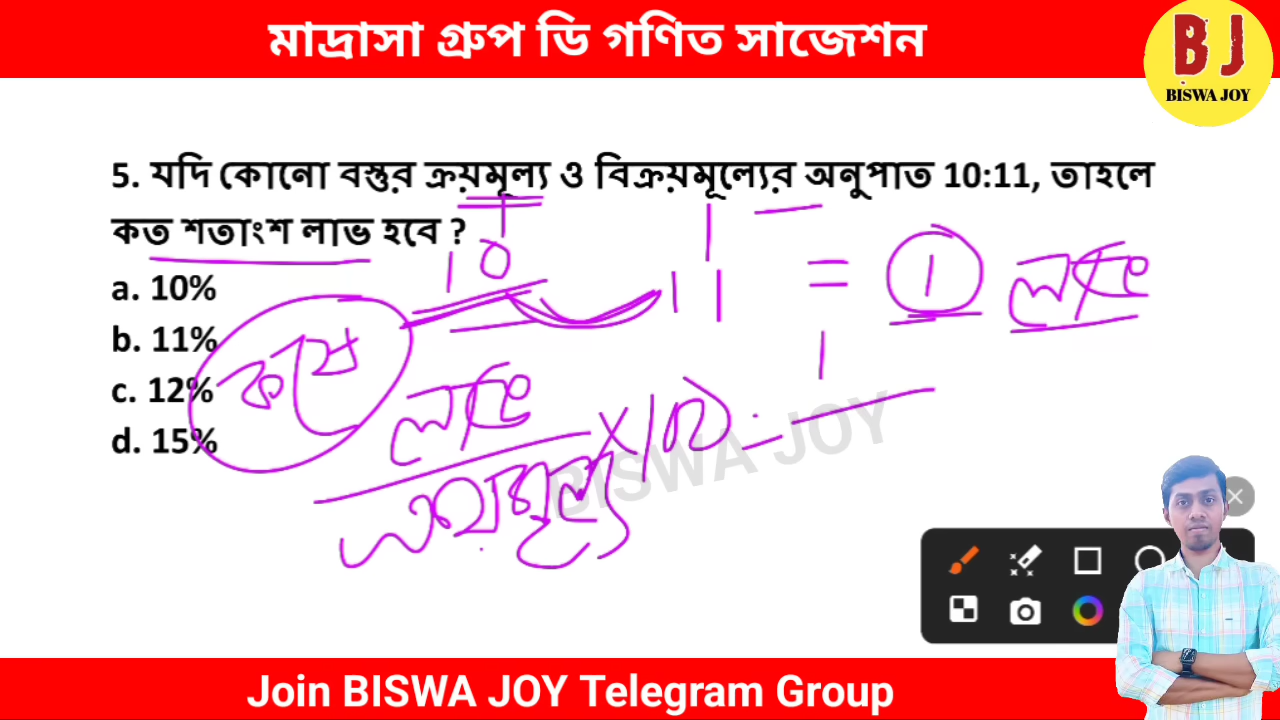 মাদ্রাসা গ্রুপ ডি গণিত সাজেশন
BJ
BISWA JOY
5. যদি কোনো বস্তুর ক্রয়মূল্য ও বিক্রয়মূল্যের অনুপাত 10:11, তাহলে
কত শতাংশ লাভ হবে ?
a. 10%
b. 11%
c. 12%
d. 15%
10 11 = 1 লাভ
লাভ × 100 = 1
ক্রয়মূল্য
BISWA JOY
Join BISWA JOY Telegram Group